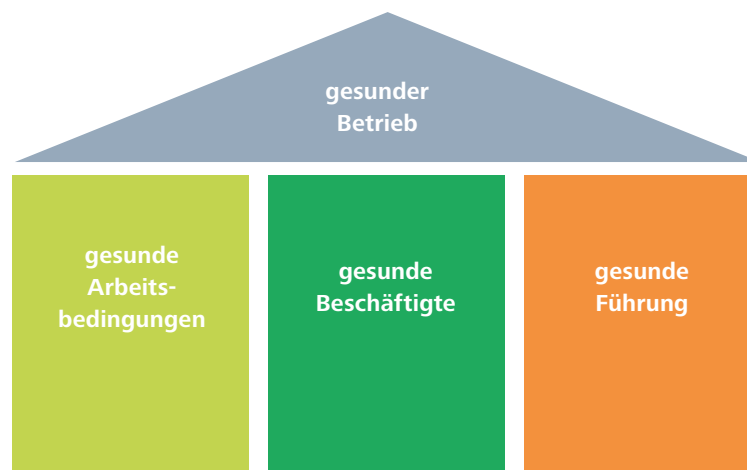 gesunder
Betrieb
gesunde
Arbeits-
bedingungen
gesunde
Beschäftigte
gesunde
Führung